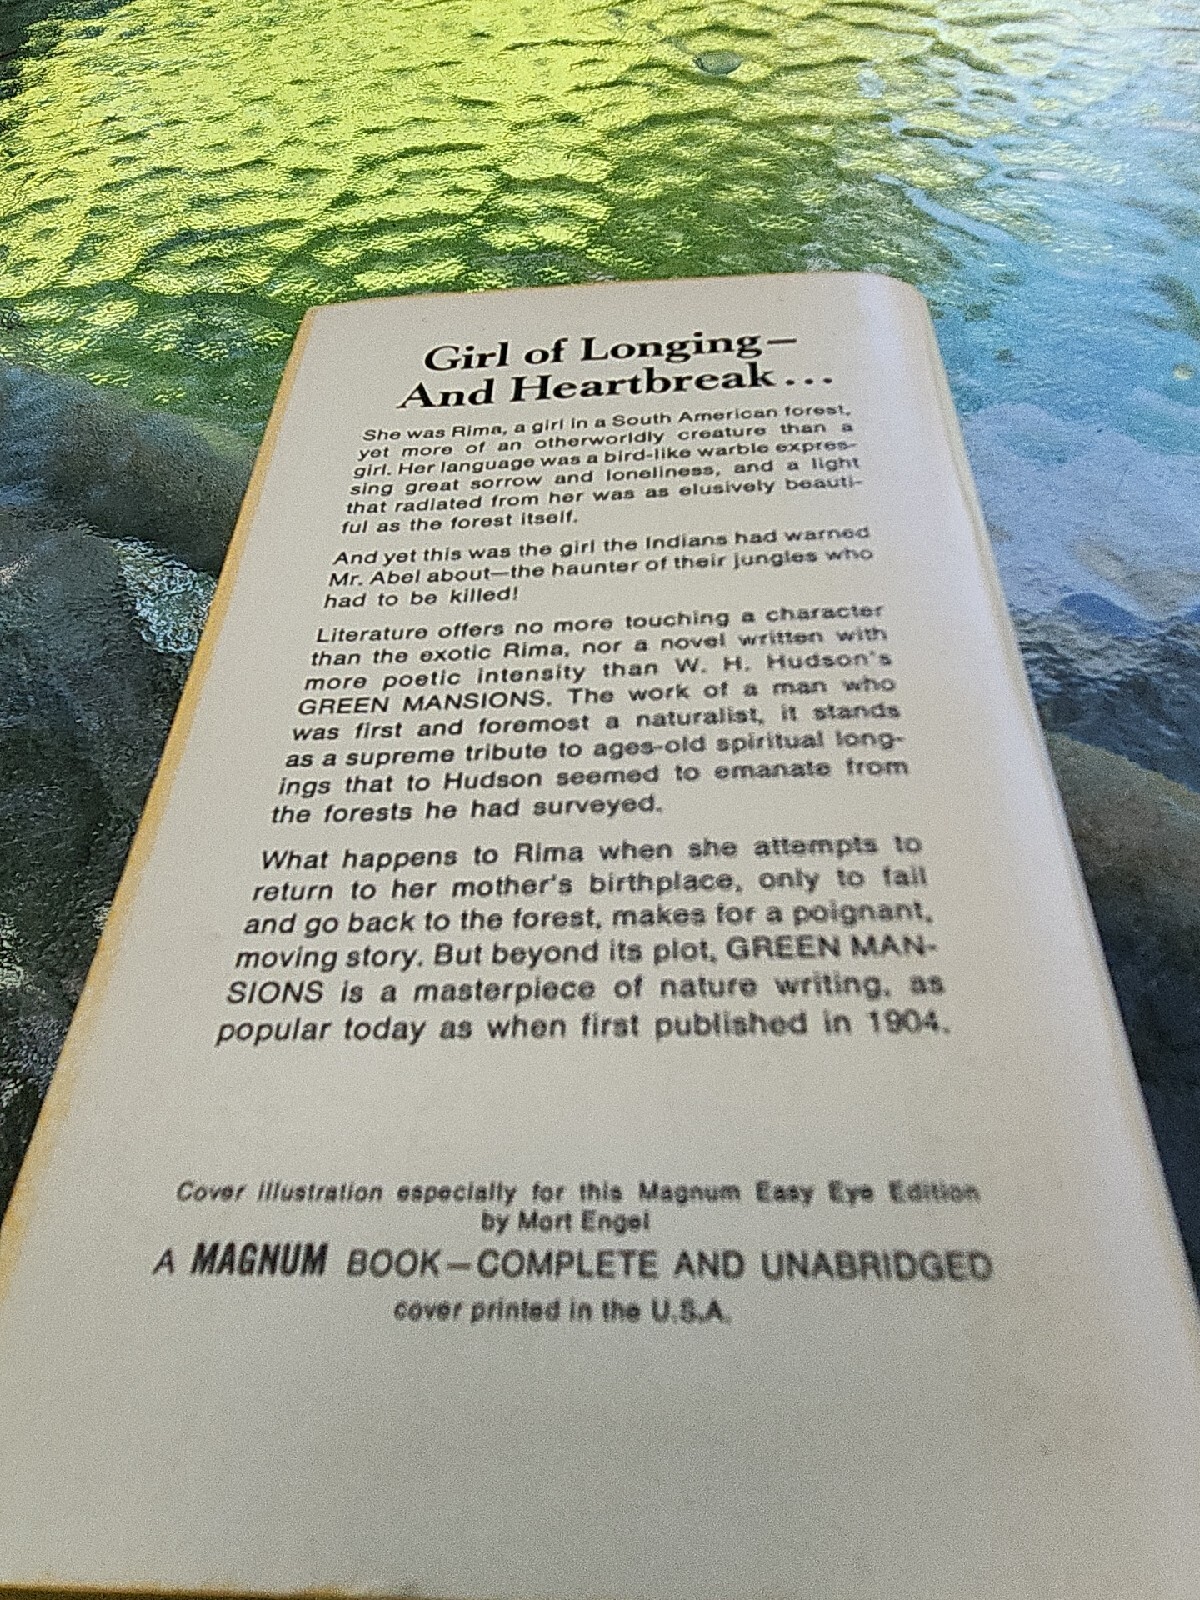 Girl of Longing—
And Heartbreak...
She was Rima, a girl in a South American forest,
yet more of an otherworldly creature than a
girl. Her language was a bird-like warble expres-
sing great sorrow and loneliness, and a light
that radiated from her was as elusively beauti-
ful as the forest itself.
And yet this was the girl the Indians had warned
Mr. Abel about—the haunter of their jungles who
had to be killed!
Literature offers no more touching a character
than the exotic Rima, nor a novel written with
more poetic intensity than W. H. Hudson's
GREEN MANSIONS. The work of a man who
was first and foremost a naturalist, it stands
as a supreme tribute to ages-old spiritual long-
ings that to Hudson seemed to emanate from
the forests he had surveyed.
What happens to Rima when she attempts to
return to her mother's birthplace, only to fail
and go back to the forest, makes for a poignant,
moving story. But beyond its plot, GREEN MAN-
SIONS is a masterpiece of nature writing, as
popular today as when first published in 1904.
Cover illustration especially for this Magnum Easy Eye Edition
by Mort Engel
A MAGNUM BOOK—COMPLETE AND UNABRIDGED
cover printed in the U.S.A.